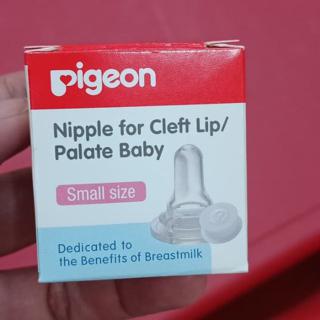 pigeon
Nipple for Cleft Lip/
Palate Baby
Small size
Dedicated to
the Benefits of Breastmilk